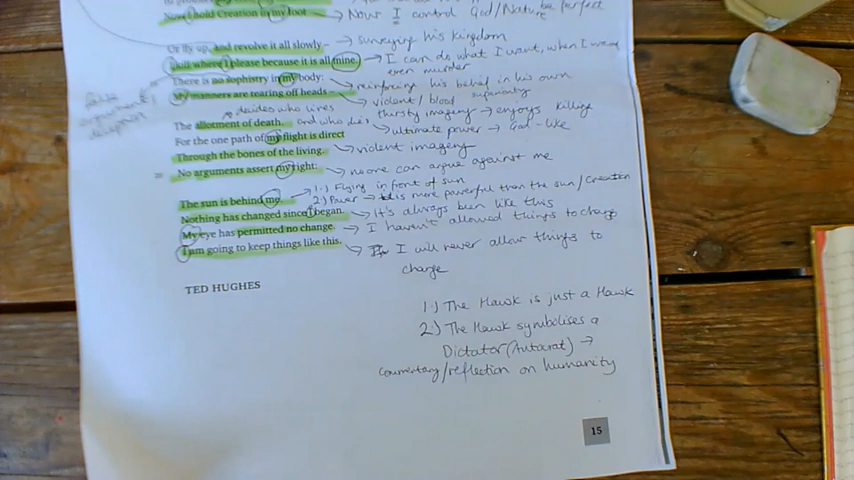 Now I hold Creation in my foot → Now I control God/Nature be perfect
Or fly up, and revolve it all slowly – → surveying his kingdom
I kill where I please because it is all mine. → I can do what I want, when I want
even murder
There is no sophistry in my body: → reinforcing his belief in his own
superiority
My manners are tearing off heads – → violent / blood
thirsty imagery → enjoys killing
false
argument /
deception
decides who lives
and who dies
The allotment of death. → ultimate power → God-like
For the one path of my flight is direct
Through the bones of the living. → violent imagery
No arguments assert my right: → no one can argue against me
20
The sun is behind me. → 1.) Flying in front of sun
2.) Power → is more powerful than the sun / Creation
Nothing has changed since I began. → It's always been like this
My eye has permitted no change. → I haven't allowed things to change
I am going to keep things like this. → I will never allow things to
change
TED HUGHES
1.) The Hawk is just a Hawk
2.) The Hawk symbolises a
Dictator (Autocrat) →
commentary/reflection on humanity
15